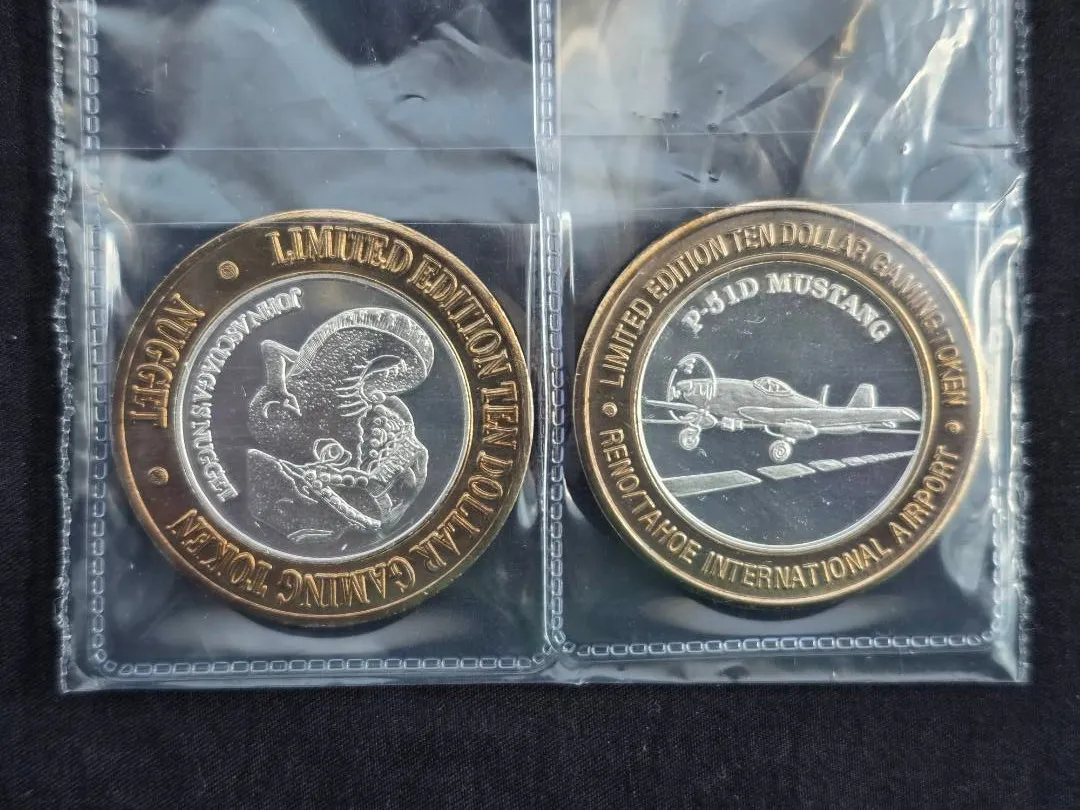 LIMITED EDITION TEN DOLLAR GAMING TOKEN
NUGGET
JOHN ASCUAGA'S NUGGET
LIMITED EDITION TEN DOLLAR GAMING TOKEN
P-51D MUSTANG
RENO/TAHOE INTERNATIONAL AIRPORT